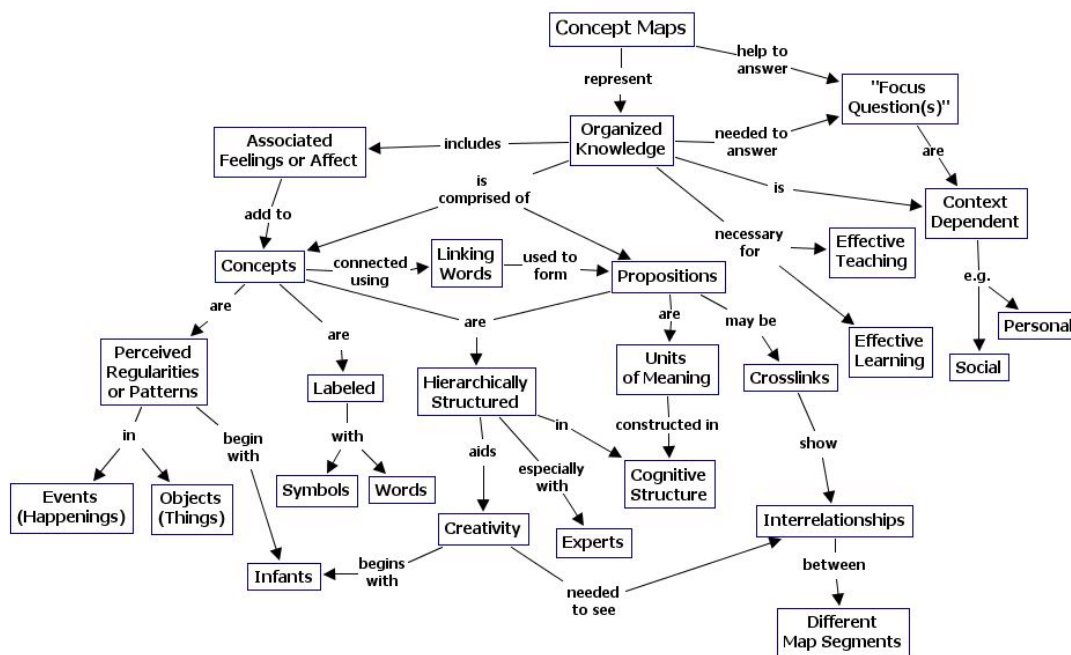 Concept Maps
help to
answer
represent
"Focus
Question(s)"
Organized
Knowledge
needed to
answer
Associated
Feelings or Affect
includes
are
is
comprised of
is
Context
Dependent
add to
necessary
for
Effective
Teaching
Concepts
connected
using
Linking
Words
used to
form
Propositions
e.g.
are
are
are
are
may be
Personal
Social
Effective
Learning
Perceived
Regularities
or Patterns
Labeled
Hierarchically
Structured
Units
of Meaning
Crosslinks
in
begin
with
with
aids
in
especially
with
constructed in
show
Events
(Happenings)
Objects
(Things)
Symbols
Words
Cognitive
Structure
Creativity
Experts
Interrelationships
Infants
begins
with
needed
to see
between
Different
Map Segments